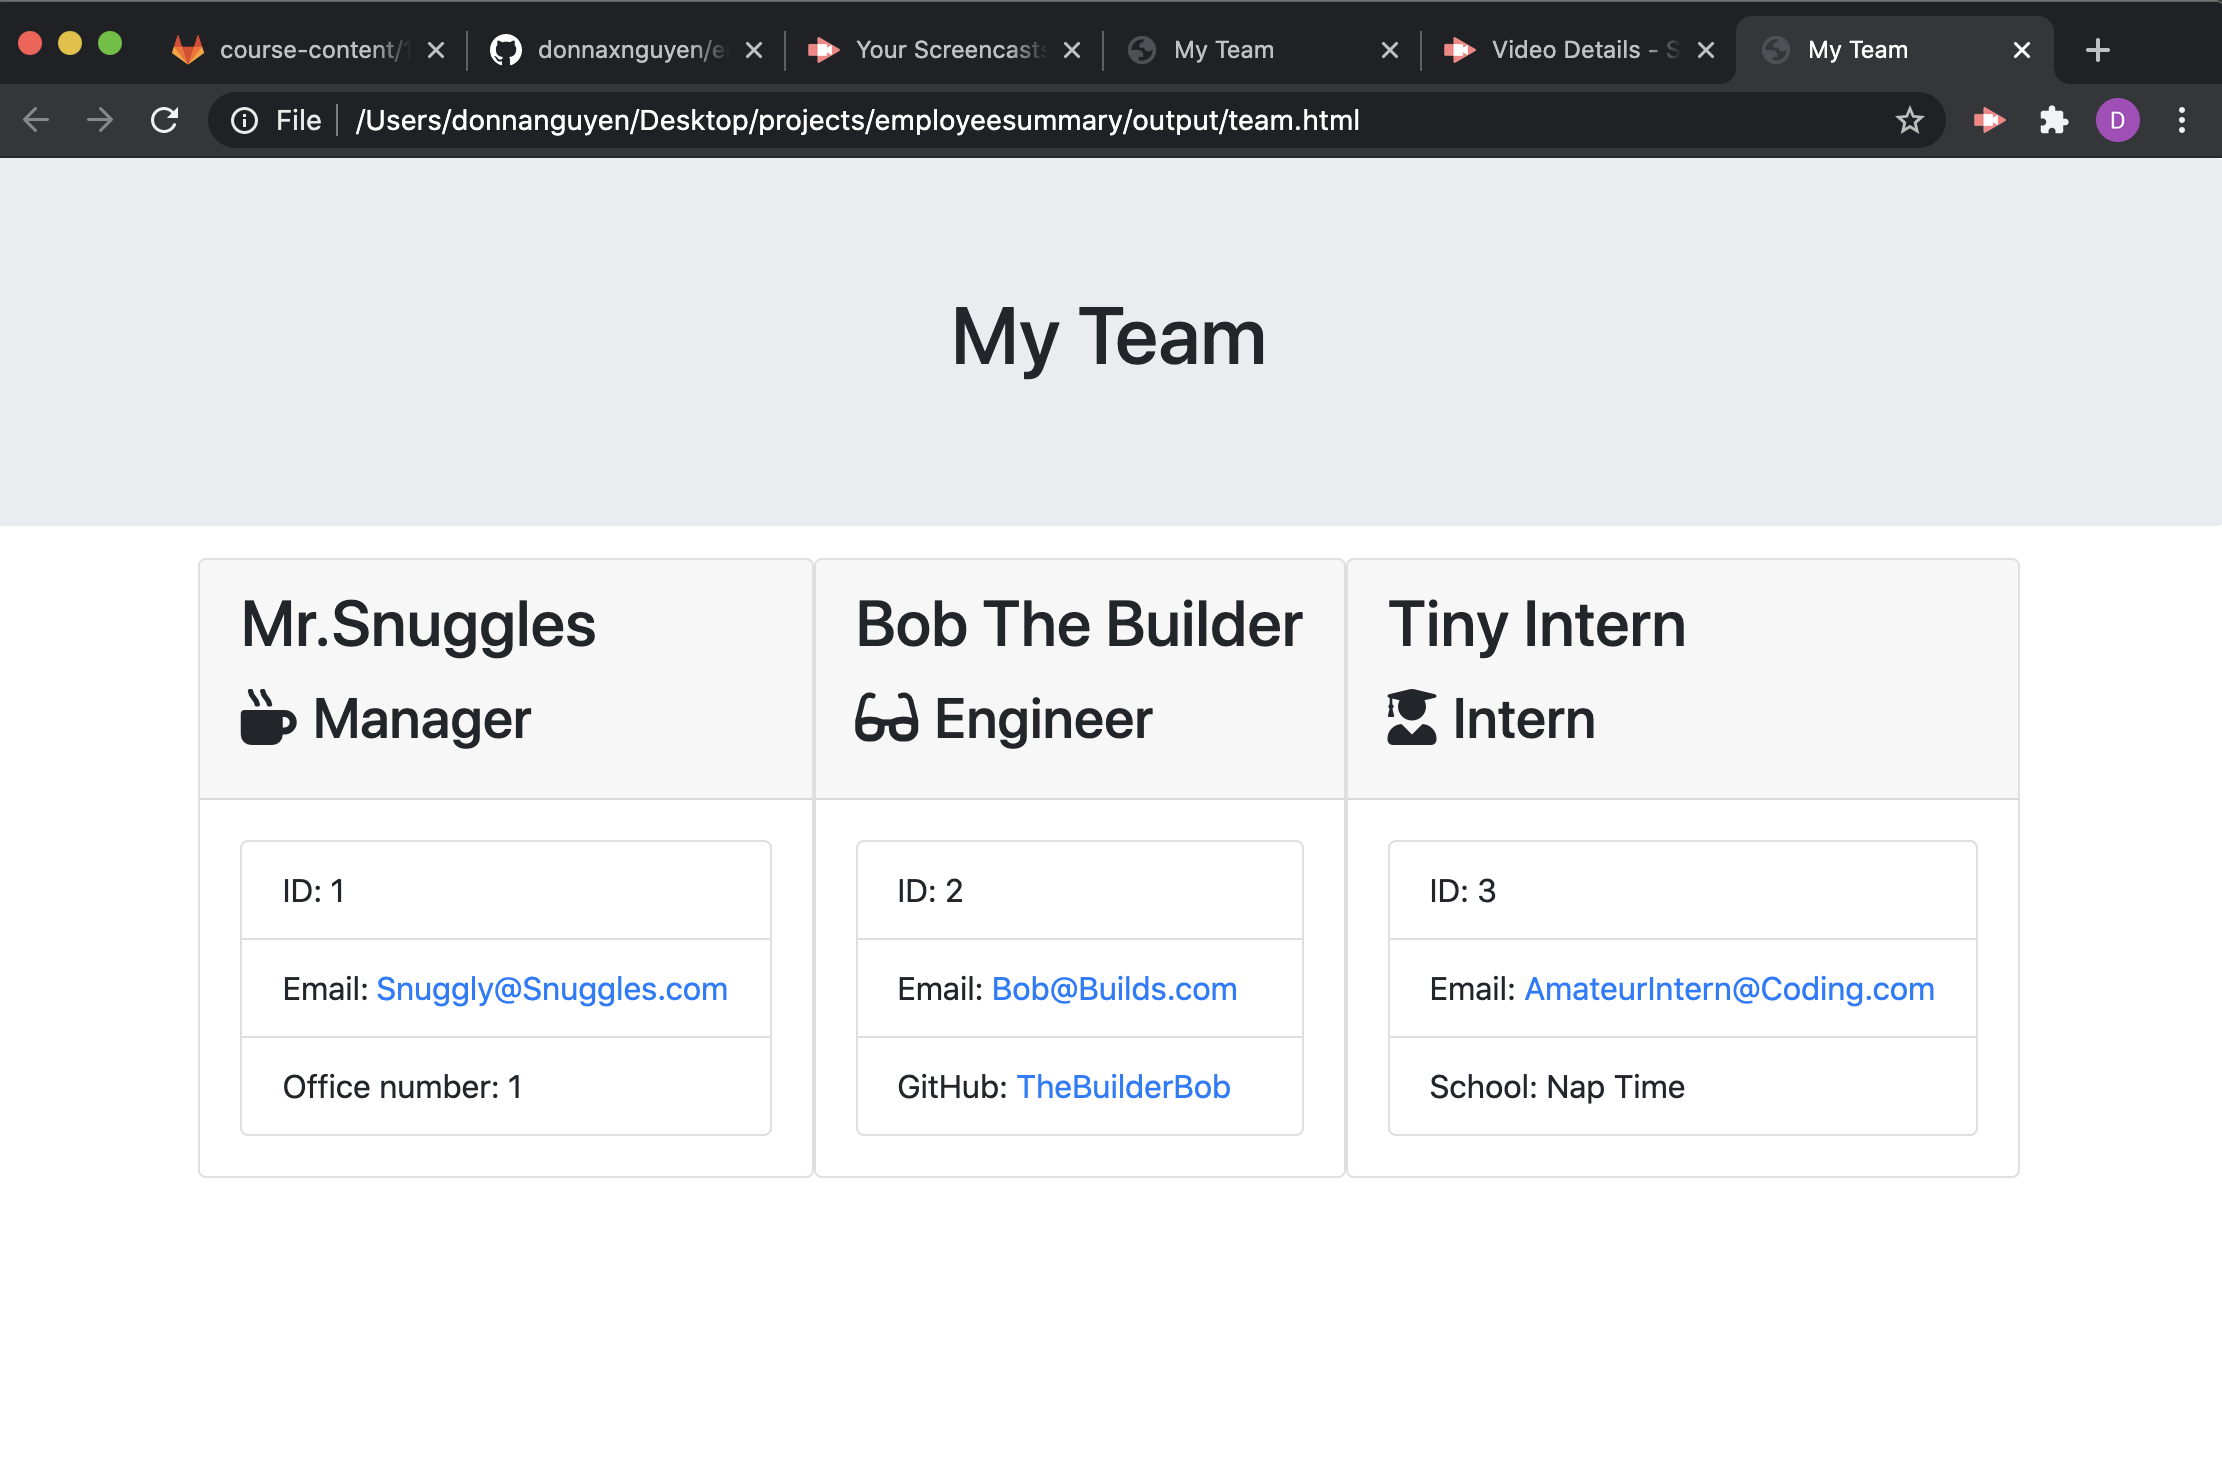 course-content/
donnaxnguyen/e
Your Screencasts
My Team
Video Details - S
My Team
File /Users/donnanguyen/Desktop/projects/employeesummary/output/team.html
D
My Team
Mr.Snuggles
Manager
ID: 1
Email: Snuggly@Snuggles.com
Office number: 1
Bob The Builder
Engineer
ID: 2
Email: Bob@Builds.com
GitHub: TheBuilderBob
Tiny Intern
Intern
ID: 3
Email: AmateurIntern@Coding.com
School: Nap Time